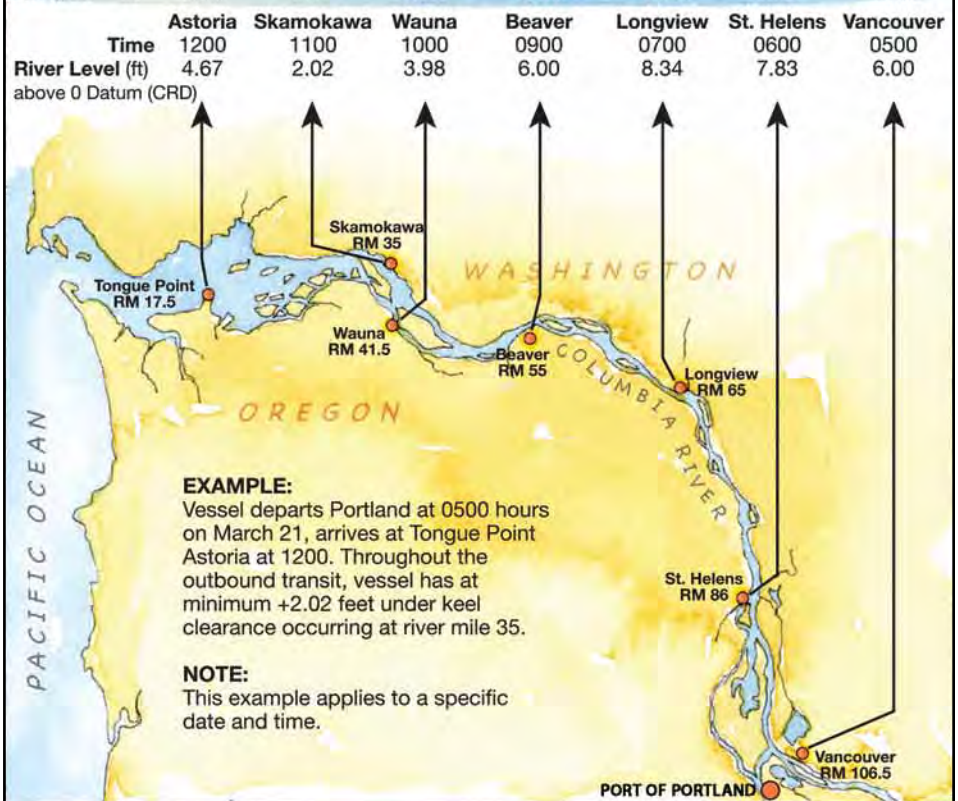 Astoria Skamokawa Wauna Beaver Longview St. Helens Vancouver
Time 1200 1100 1000 0900 0700 0600 0500
River Level (ft) 4.67 2.02 3.98 6.00 8.34 7.83 6.00
above 0 Datum (CRD)
Skamokawa
RM 35
WASHINGTON
Tongue Point
RM 17.5
Wauna
RM 41.5
Beaver
RM 55
COLUMBIA RIVER
Longview
RM 65
OREGON
PACIFIC OCEAN
EXAMPLE:
Vessel departs Portland at 0500 hours
on March 21, arrives at Tongue Point
Astoria at 1200. Throughout the
outbound transit, vessel has at
minimum +2.02 feet under keel
clearance occurring at river mile 35.
St. Helens
RM 86
NOTE:
This example applies to a specific
date and time.
Vancouver
RM 106.5
PORT OF PORTLAND